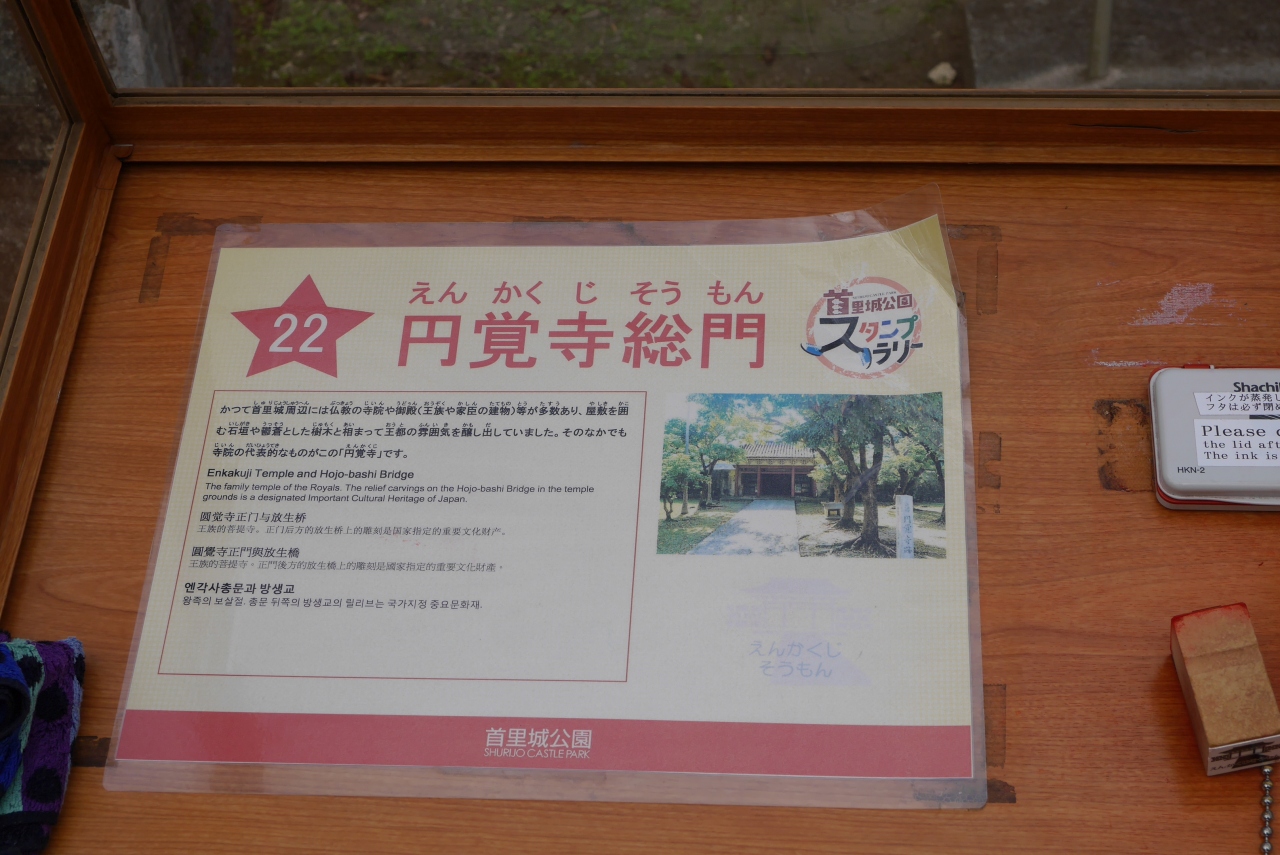 えん かく じ そう もん
22
円覚寺総門
首里城公園
スタンプ
ラリー
かつて首里城周辺には仏教の寺院や御殿(王族や家臣の建物)等が多数あり、屋敷を囲
む石垣や鬱蒼とした樹木と相まって王都の雰囲気を醸し出していました。そのなかでも
寺院の代表的なものがこの「円覚寺」です。
Enkakuji Temple and Hojo-bashi Bridge
The family temple of the Royals. The relief carvings on the Hojo-bashi Bridge in the temple
grounds is a designated Important Cultural Heritage of Japan.
圆觉寺正门与放生桥
王族的菩提寺。正门后方的放生桥上的雕刻是国家指定的重要文化财产。
圓覺寺正門與放生橋
王族的菩提寺。正門後方的放生橋上的雕刻是國家指定的重要文化財產。
엔각사총문과 방생교
왕족의 보살절. 총문 뒤쪽의 방생교의 릴리브는 국가지정 중요문화재.
えんかくじ
そうもん
首里城公園
SHURIJO CASTLE PARK
Shachi
インクが蒸発し
フタは必ず閉め
Please c
the lid aft
The ink is
HKN-2